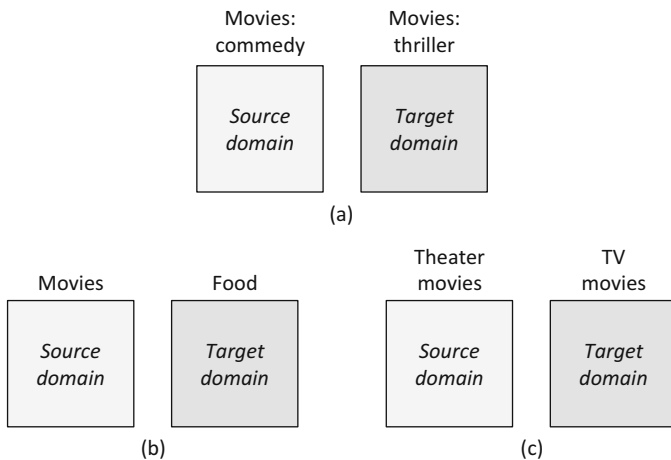 Movies:
commedy
Movies:
thriller
Source
domain
Target
domain
(a)
Movies
Food
Source
domain
Target
domain
(b)
Theater
movies
TV
movies
Source
domain
Target
domain
(c)